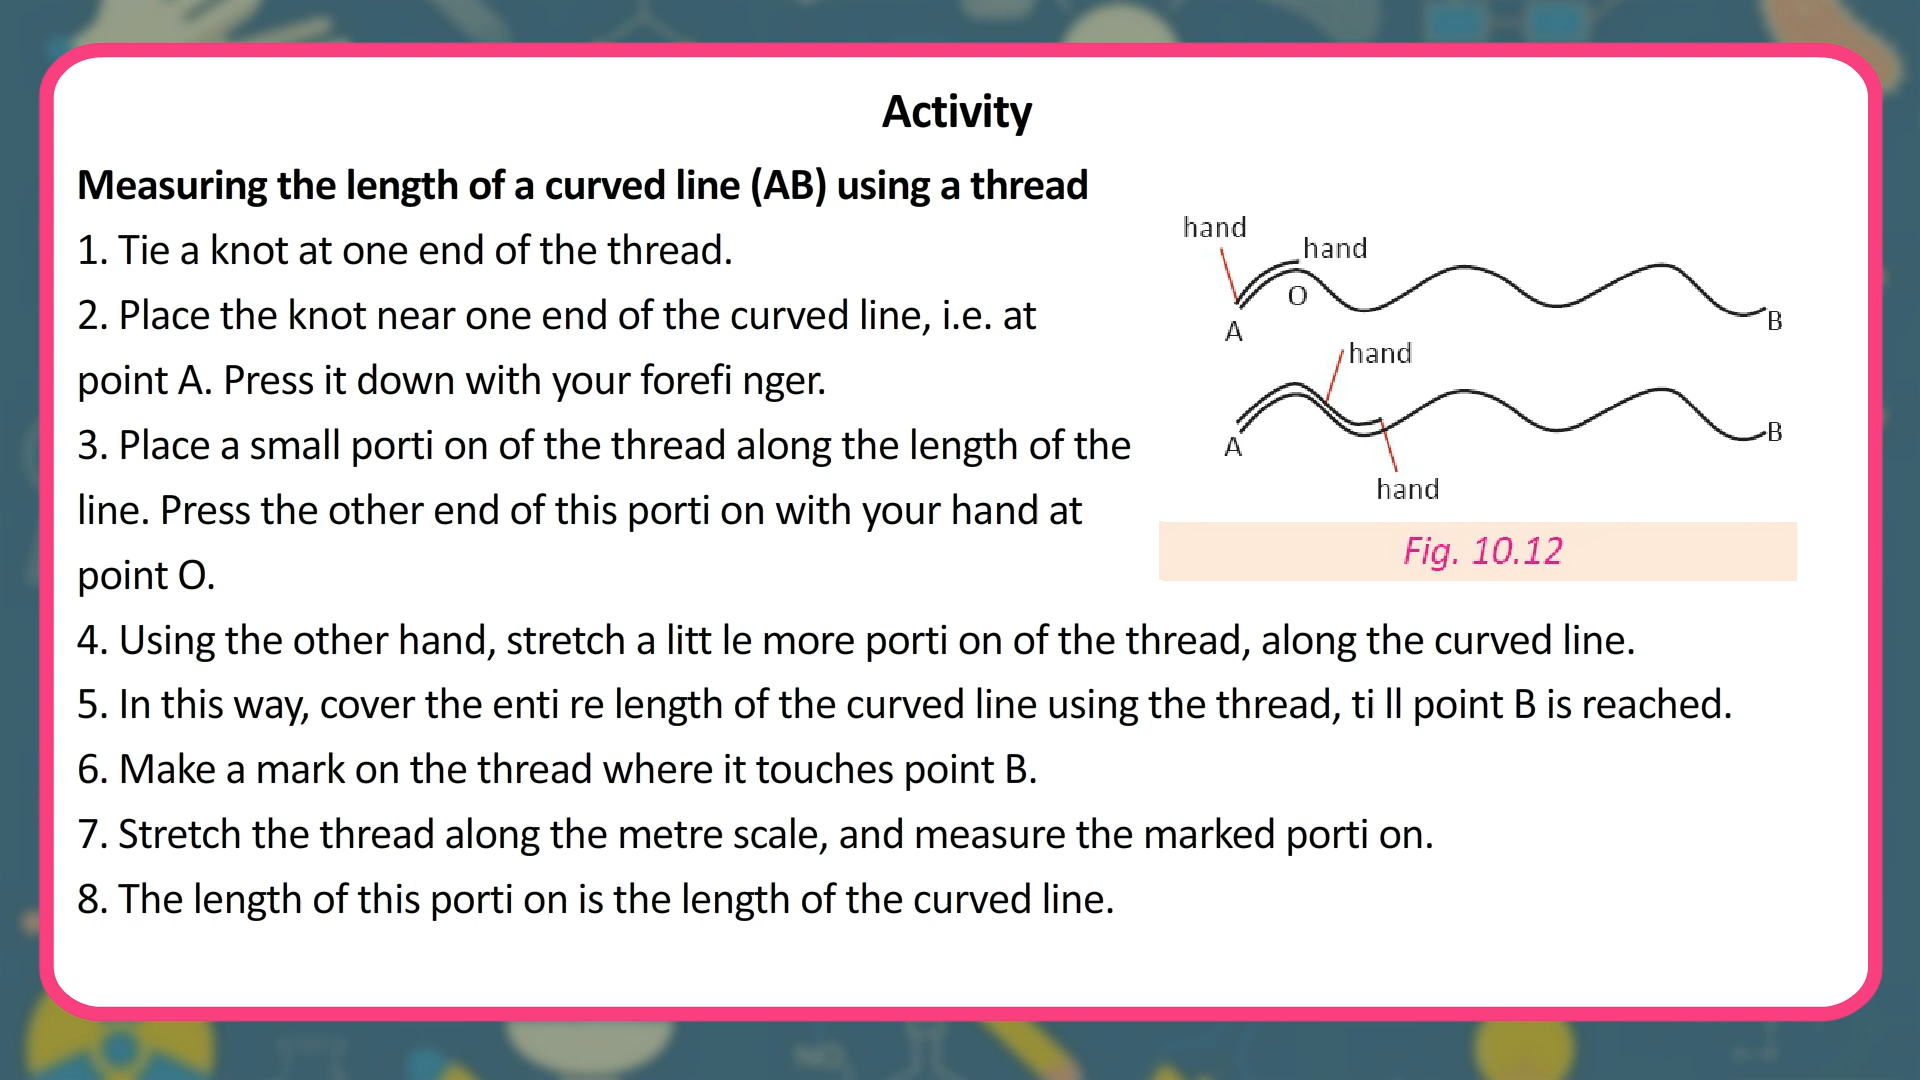 Activity
Measuring the length of a curved line (AB) using a thread
1. Tie a knot at one end of the thread.
2. Place the knot near one end of the curved line, i.e. at
point A. Press it down with your forefi nger.
3. Place a small porti on of the thread along the length of the
line. Press the other end of this porti on with your hand at
point O.
4. Using the other hand, stretch a litt le more porti on of the thread, along the curved line.
5. In this way, cover the enti re length of the curved line using the thread, ti ll point B is reached.
6. Make a mark on the thread where it touches point B.
7. Stretch the thread along the metre scale, and measure the marked porti on.
8. The length of this porti on is the length of the curved line.
hand
hand
O
A
B
hand
A
B
hand
Fig. 10.12
NO